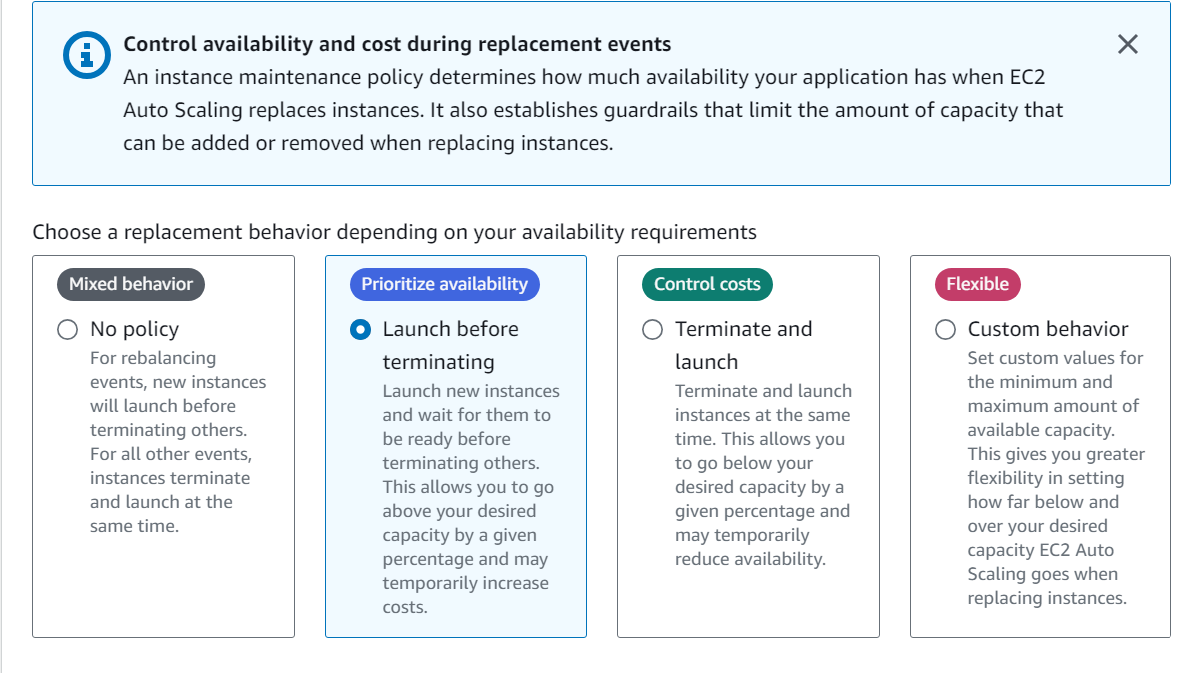 Control availability and cost during replacement events
An instance maintenance policy determines how much availability your application has when EC2
Auto Scaling replaces instances. It also establishes guardrails that limit the amount of capacity that
can be added or removed when replacing instances.
Choose a replacement behavior depending on your availability requirements
Mixed behavior
No policy
For rebalancing
events, new instances
will launch before
terminating others.
For all other events,
instances terminate
and launch at the
same time.
Prioritize availability
Launch before
terminating
Launch new instances
and wait for them to
be ready before
terminating others.
This allows you to go
above your desired
capacity by a given
percentage and may
temporarily increase
costs.
Control costs
Terminate and
launch
Terminate and launch
instances at the same
time. This allows you
to go below your
desired capacity by a
given percentage and
may temporarily
reduce availability.
Flexible
Custom behavior
Set custom values for
the minimum and
maximum amount of
available capacity.
This gives you greater
flexibility in setting
how far below and
over your desired
capacity EC2 Auto
Scaling goes when
replacing instances.